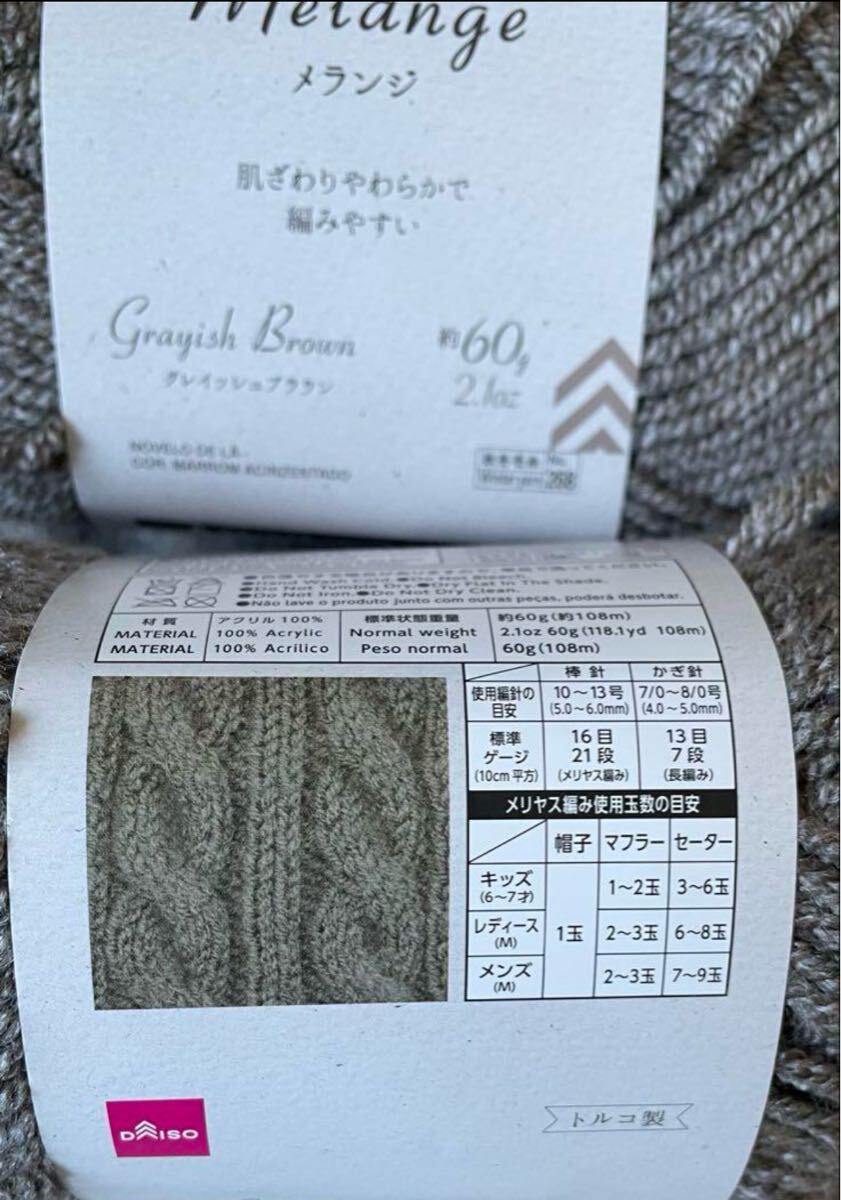 Melange
メランジ
肌ざわりやわらかで
編みやすい
Grayish Brown
グレイッシュブラウン
約60g
2.1oz
NOVELO DE LÃ
COR: MARROM ACINZENTADO
No.
268
●Hand Wash Cold.●Do Not Bleach.
●Do Not Tumble Dry.●Dry Flat In The Shade.
●Do Not Iron.●Do Not Dry Clean.
●Não lave o produto junto com outras peças, poderá desbotar.
材質 アクリル100% 標準状態重量 約60g(約108m)
MATERIAL 100% Acrylic Normal weight 2.1oz 60g(118.1yd 108m)
MATERIAL 100% Acrilico Peso normal 60g(108m)
棒針 かぎ針
使用編針の目安 10～13号 (5.0～6.0mm) 7/0～8/0号 (4.0～5.0mm)
標準ゲージ (10cm平方) 16目 21段 (メリヤス編み) 13目 7段 (長編み)
メリヤス編み使用玉数の目安
帽子 マフラー セーター
キッズ (6～7才) 1～2玉 3～6玉
レディース (M) 1玉 2～3玉 6～8玉
メンズ (M) 2～3玉 7～9玉
DAISO
トルコ製